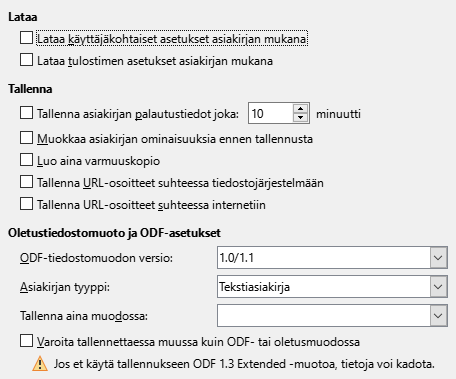 Lataa
Lataa käyttäjäkohtaiset asetukset asiakirjan mukana
Lataa tulostimen asetukset asiakirjan mukana
Tallenna
Tallenna asiakirjan palautustiedot joka: 10 minuutti
Muokkaa asiakirjan ominaisuuksia ennen tallennusta
Luo aina varmuuskopio
Tallenna URL-osoitteet suhteessa tiedostojärjestelmään
Tallenna URL-osoitteet suhteessa internetiin
Oletustiedostomuoto ja ODF-asetukset
ODF-tiedostomuodon versio: 1.0/1.1
Asiakirjan tyyppi: Tekstiasiakirja
Tallenna aina muodossa:
Varoita tallennettaessa muussa kuin ODF- tai oletusmuodossa
Jos et käytä tallennukseen ODF 1.3 Extended -muotoa, tietoja voi kadota.